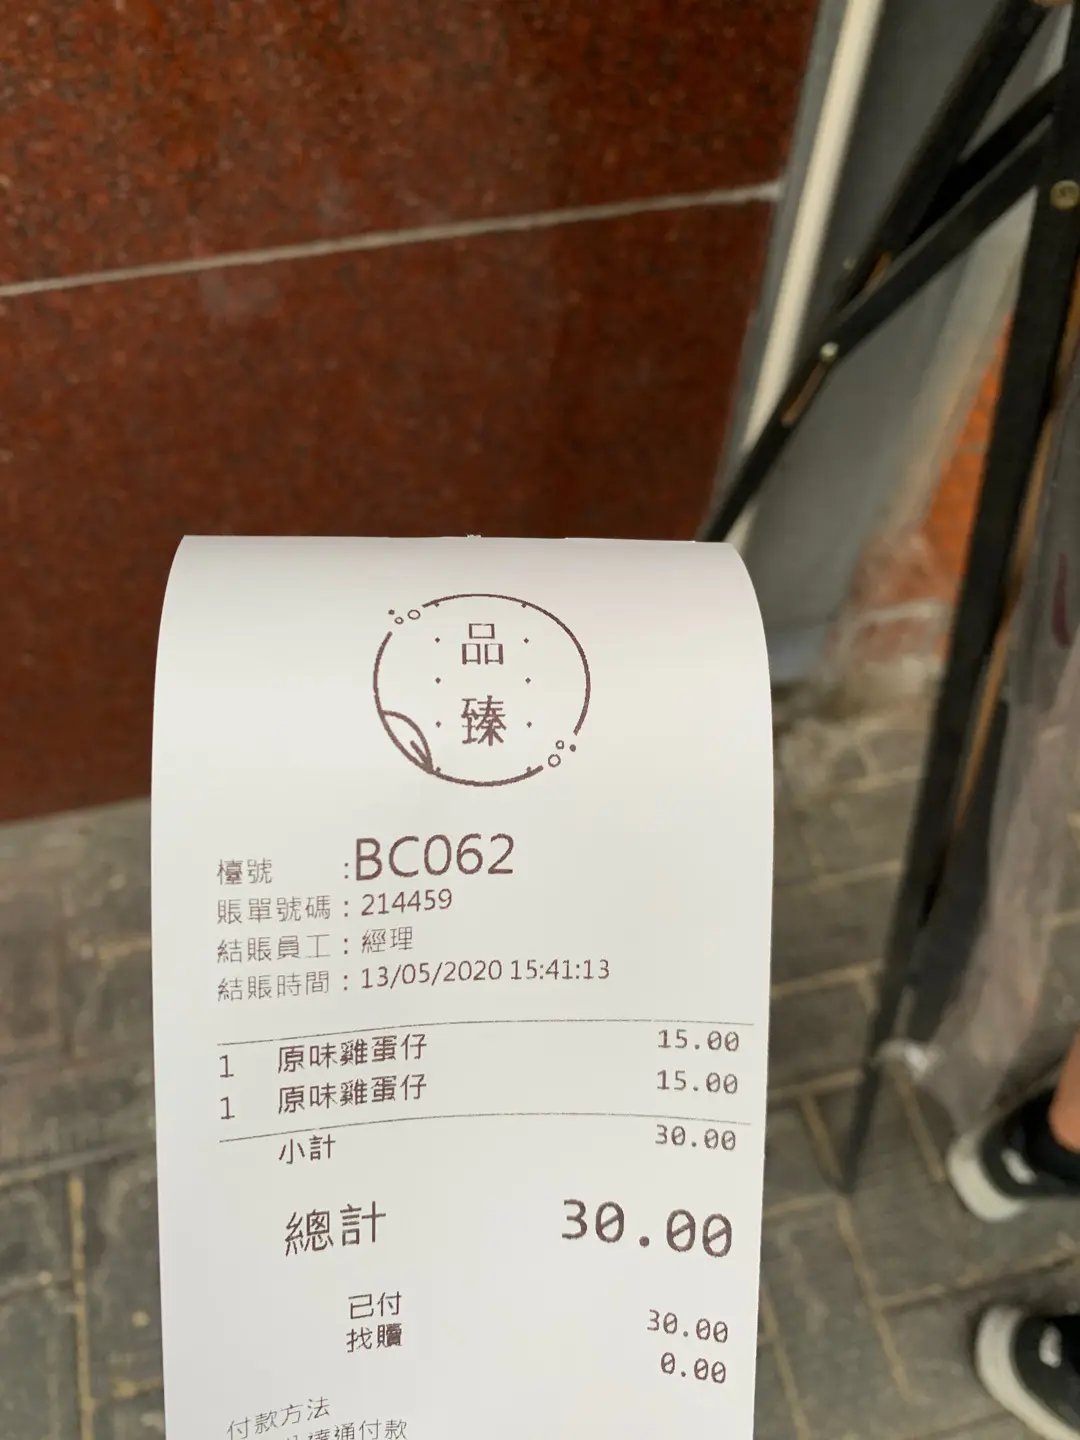 品
臻
檯號 :BC062
賬單號碼 : 214459
結賬員工 : 經理
結賬時間 : 13/05/2020 15:41:13
1 原味雞蛋仔 15.00
1 原味雞蛋仔 15.00
小計 30.00
總計 30.00
已付 30.00
找贖 0.00
付款方法
通付款